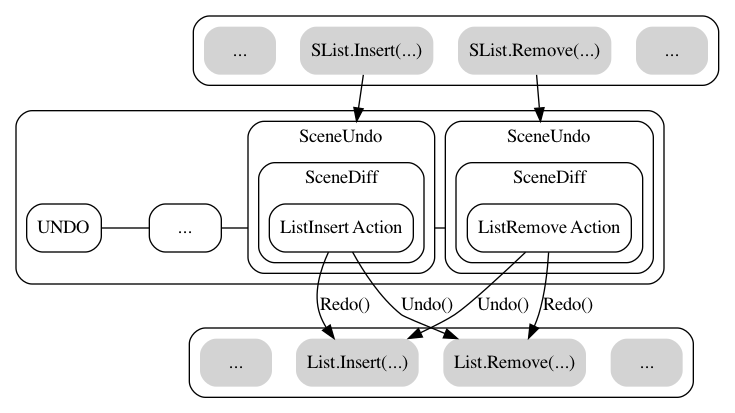 ...
SList.Insert(...)
SList.Remove(...)
...
SceneUndo
SceneUndo
SceneDiff
SceneDiff
UNDO
...
ListInsert Action
ListRemove Action
Redo()
Undo()
Undo()
Redo()
...
List.Insert(...)
List.Remove(...)
...